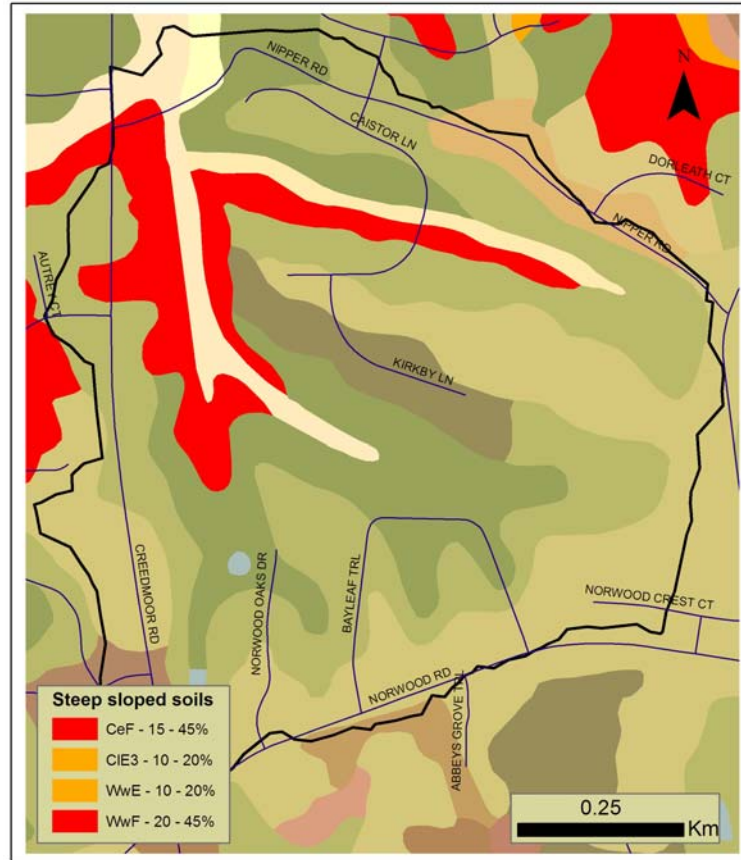 NIPPER RD
N
CAISTOR LN
DORLEATH CT
NIPPER RD
AUTREY CT
KIRKBY LN
CREEDMOOR RD
NORWOOD OAKS DR
BAYLEAF TRL
NORWOOD CREST CT
NORWOOD RD
ABBEYS GROVE TRL
Steep sloped soils
CeF - 15 - 45%
ClE3 - 10 - 20%
WwE - 10 - 20%
WwF - 20 - 45%
0.25
Km